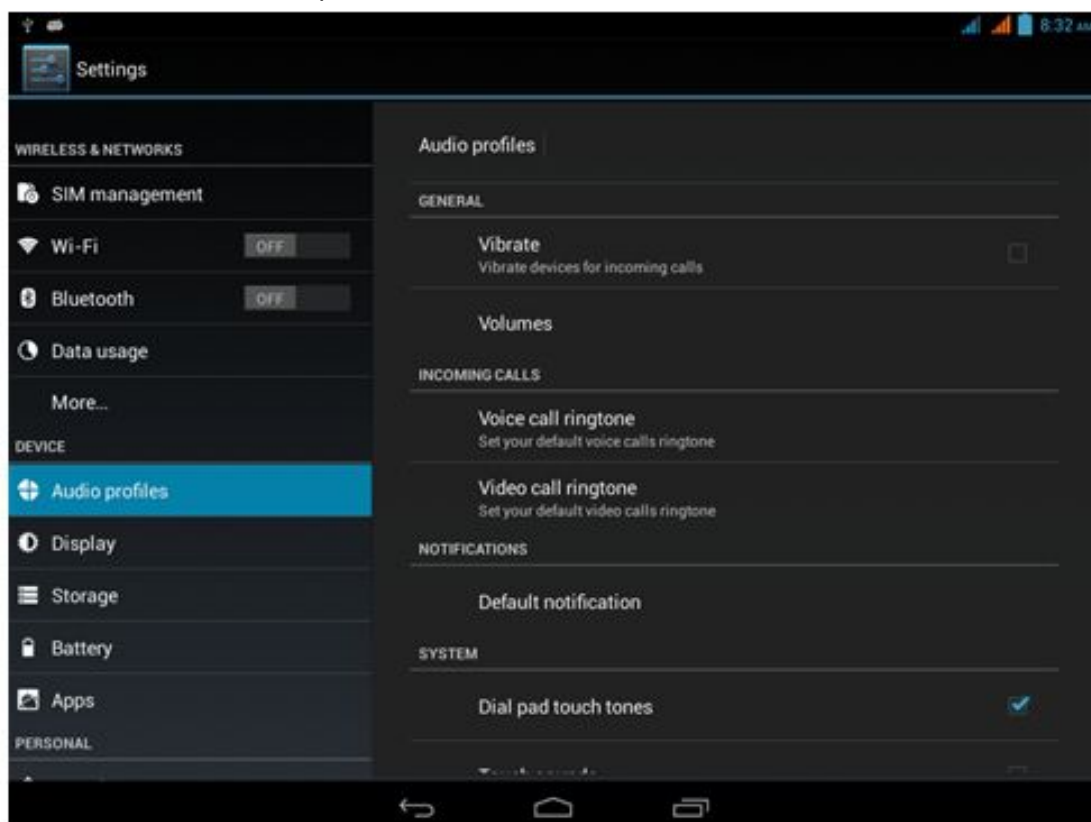 8:32 AM
Settings
WIRELESS & NETWORKS
SIM management
Wi-Fi
OFF
Bluetooth
OFF
Data usage
More...
DEVICE
Audio profiles
Display
Storage
Battery
Apps
PERSONAL
Audio profiles
GENERAL
Vibrate
Vibrate devices for incoming calls
Volumes
INCOMING CALLS
Voice call ringtone
Set your default voice calls ringtone
Video call ringtone
Set your default video calls ringtone
NOTIFICATIONS
Default notification
SYSTEM
Dial pad touch tones